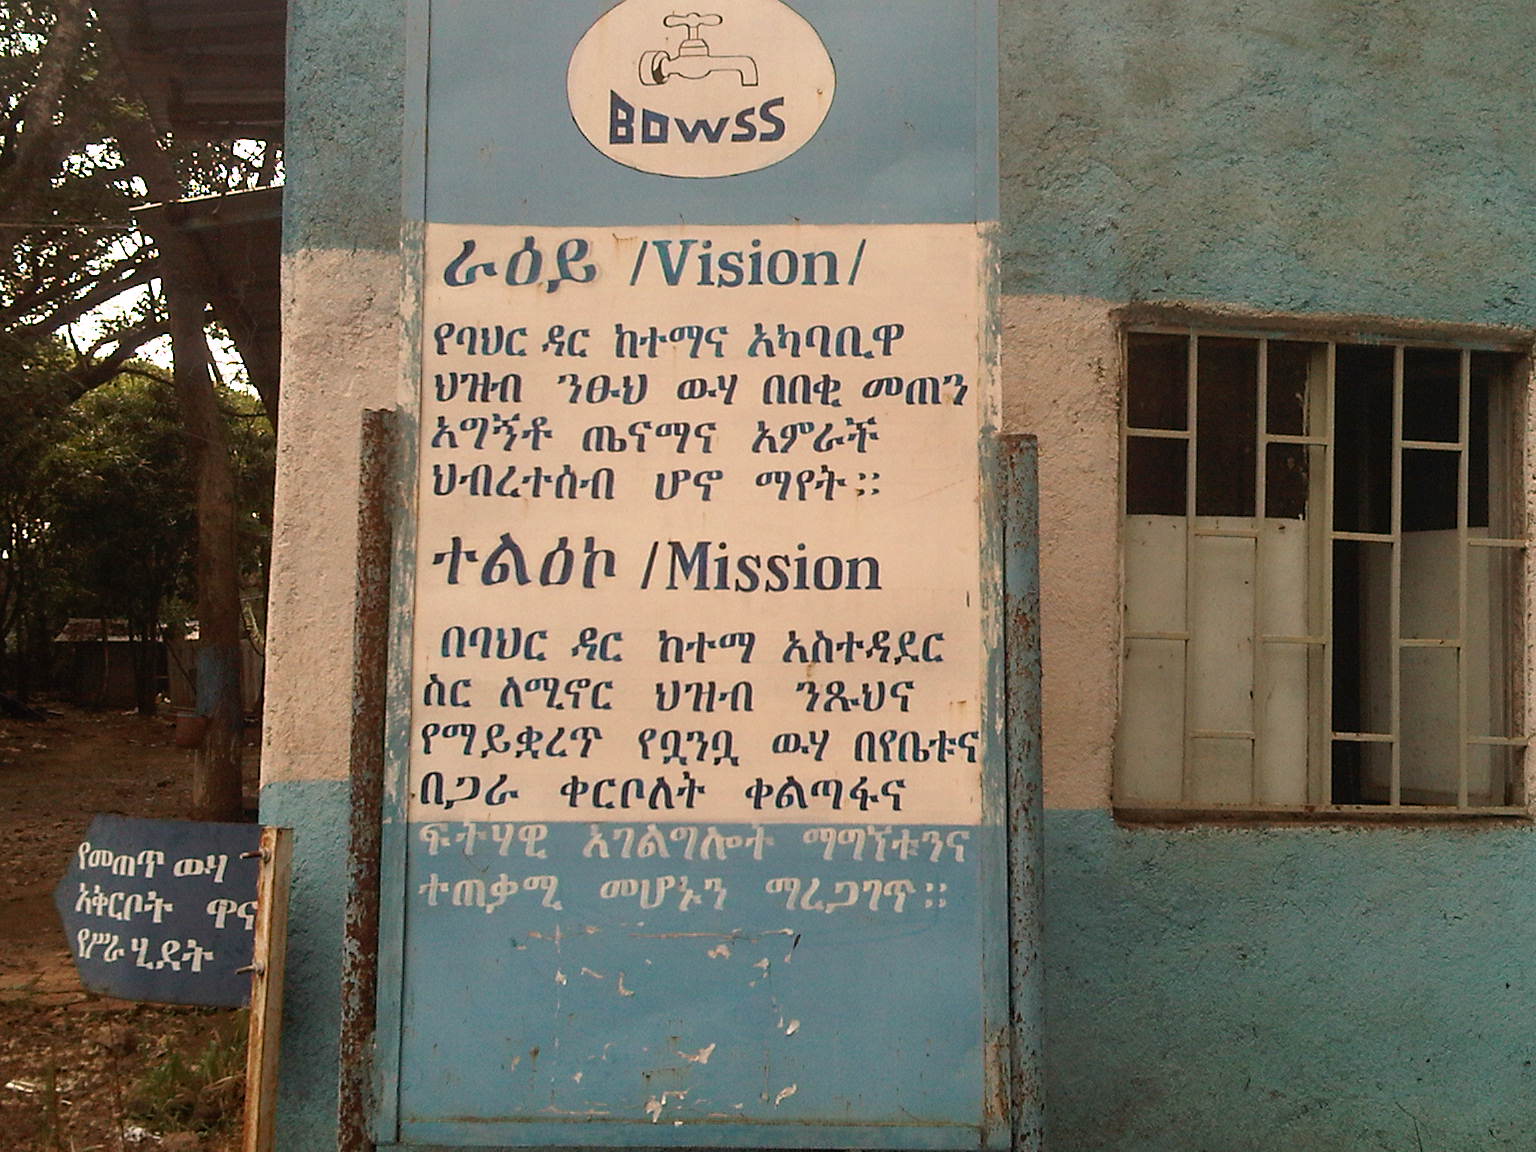 BOWSS
ራዕይ /Vision/
የባህር ዳር ከተማና አካባቢዋ
ህዝብ ንፁህ ውሃ በበቂ መጠን
አግኝቶ ጤናማና አምራች
ህብረተሰብ ሆኖ ማየት፡፡
ተልዕኮ /Mission
በባህር ዳር ከተማ አስተዳደር
ስር ለሚኖር ህዝብ ንጹህና
የማይቋረጥ የቧንቧ ውሃ በየቤቱና
በጋራ ቀርቦለት ቀልጣፋና
ፍትሃዊ አገልግሎት ማግኘቱንና
ተጠቃሚ መሆኑን ማረጋገጥ፡፡
የመጠጥ ውሃ
አቅርቦት ዋና
የሥራ ሂደት